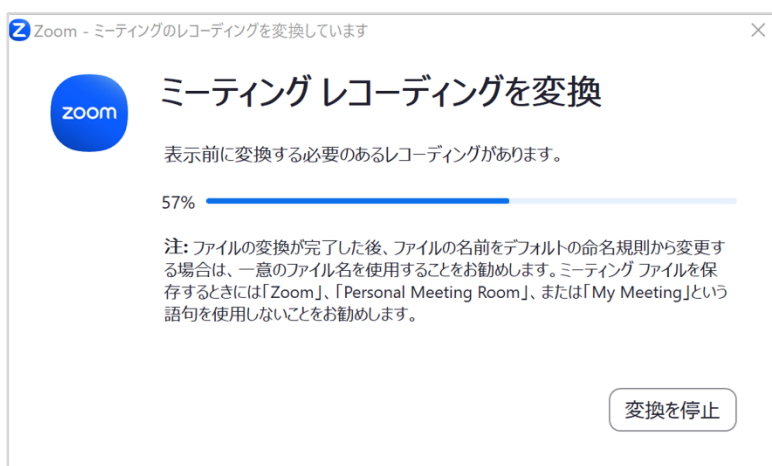 Zoom - ミーティングのレコーディングを変換しています
zoom
ミーティング レコーディングを変換
表示前に変換する必要のあるレコーディングがあります。
57%
注: ファイルの変換が完了した後、ファイルの名前をデフォルトの命名規則から変更す
る場合は、一意のファイル名を使用することをお勧めします。ミーティング ファイルを保
存するときには「Zoom」、「Personal Meeting Room」、または「My Meeting」という
語句を使用しないことをお勧めします。
変換を停止